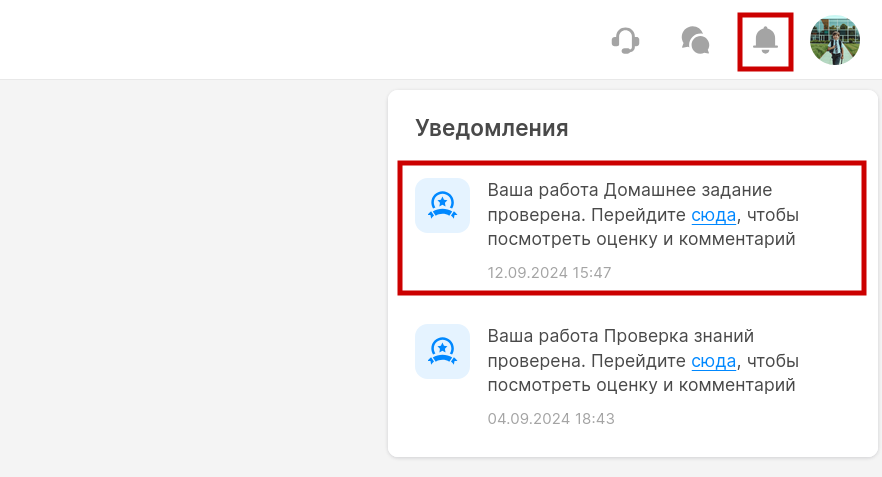 Уведомления
Ваша работа Домашнее задание
проверена. Перейдите сюда, чтобы
посмотреть оценку и комментарий
12.09.2024 15:47
Ваша работа Проверка знаний
проверена. Перейдите сюда, чтобы
посмотреть оценку и комментарий
04.09.2024 18:43